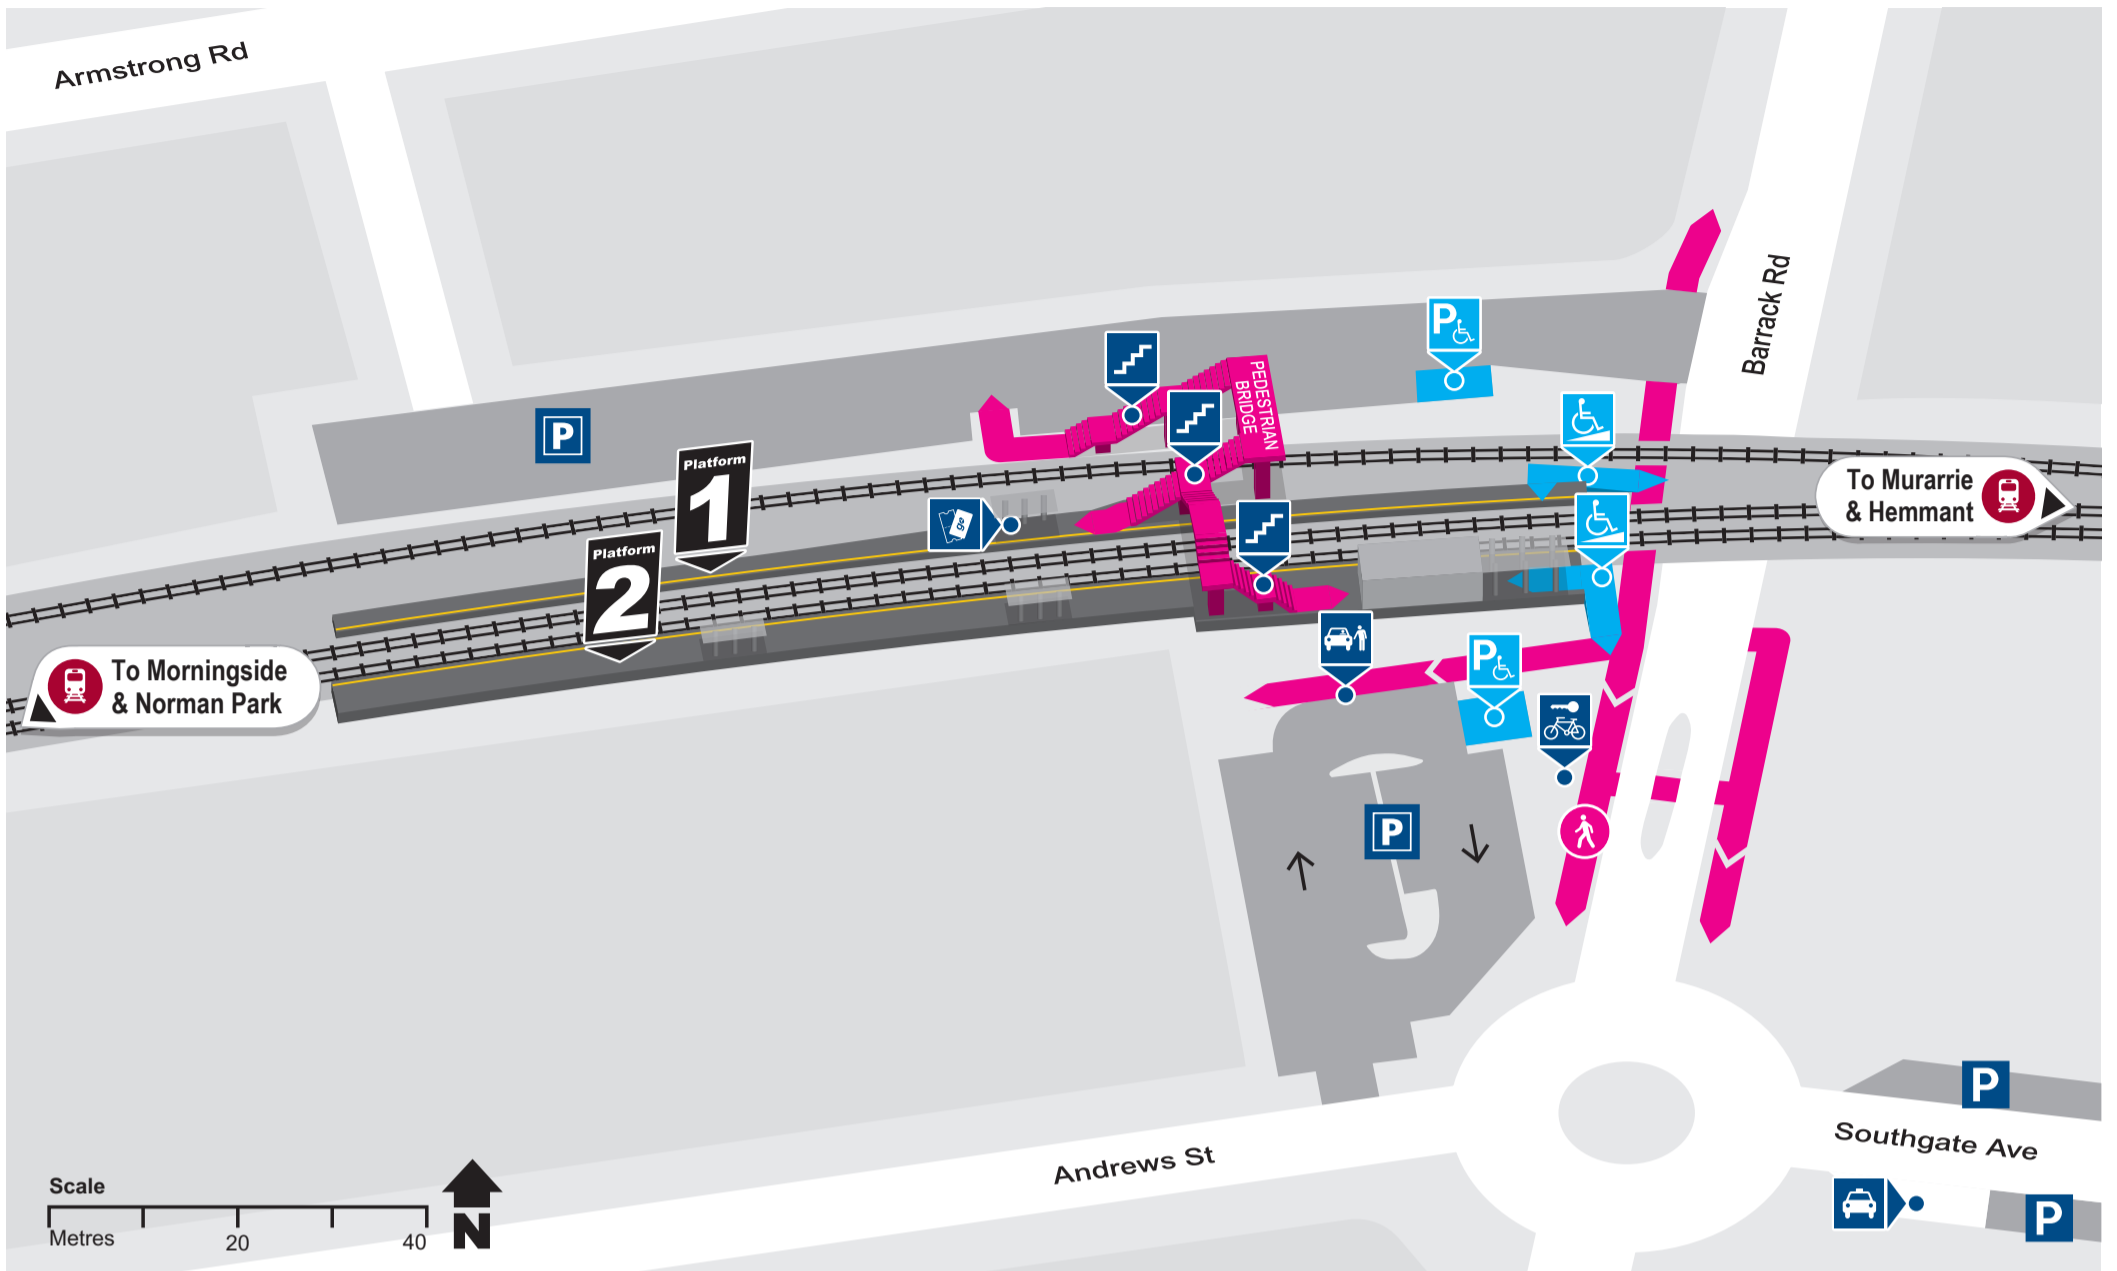 Armstrong Rd
Barrack Rd
P
PEDESTRIAN
BRIDGE
P
Platform
1
go
Platform
2
To Murarrie
& Hemmant
To Morningside
& Norman Park
P
P
P
Southgate Ave
Andrews St
P
Scale
Metres
20
40
N